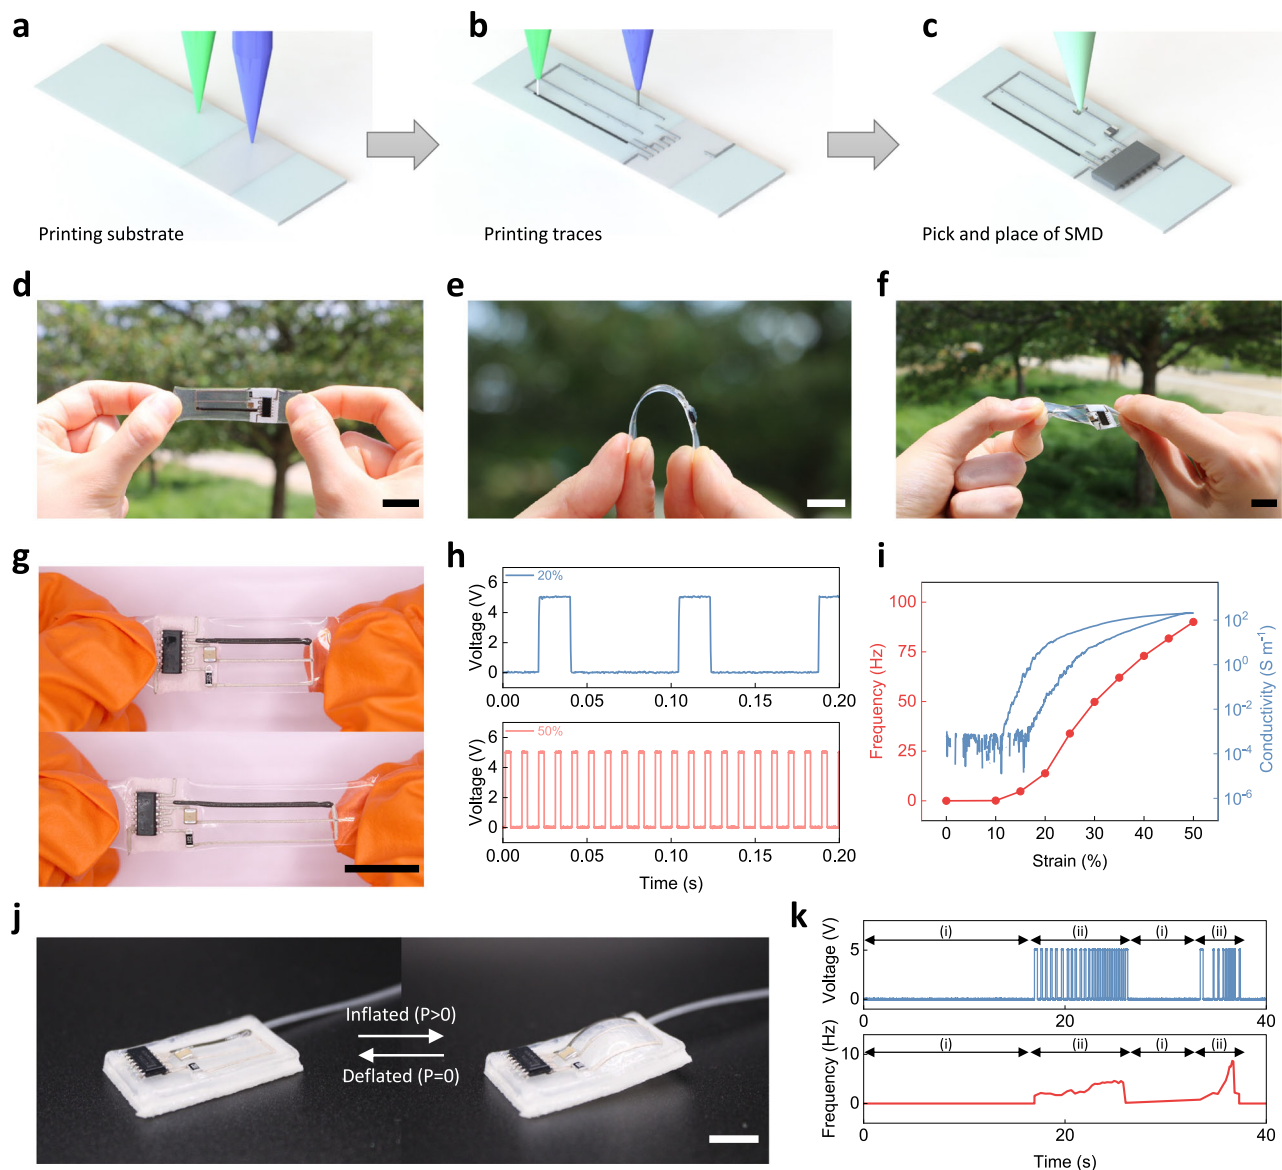 a
b
c
Printing substrate
Printing traces
Pick and place of SMD
d
e
f
g
h
i
20%
Voltage (V)
6
4
2
0
0.00
0.05
0.10
0.15
0.20
50%
Voltage (V)
6
4
2
0
0.00
0.05
0.10
0.15
0.20
Time (s)
Frequency (Hz)
100
75
50
25
0
10²
10⁰
10⁻²
10⁻⁴
10⁻⁶
Conductivity (S m⁻¹)
0
10
20
30
40
50
Strain (%)
j
Inflated (P>0)
Deflated (P=0)
k
Voltage (V)
5
0
(i)
(ii)
(i)
(ii)
0
20
40
Frequency (Hz)
10
0
(i)
(ii)
(i)
(ii)
0
20
40
Time (s)